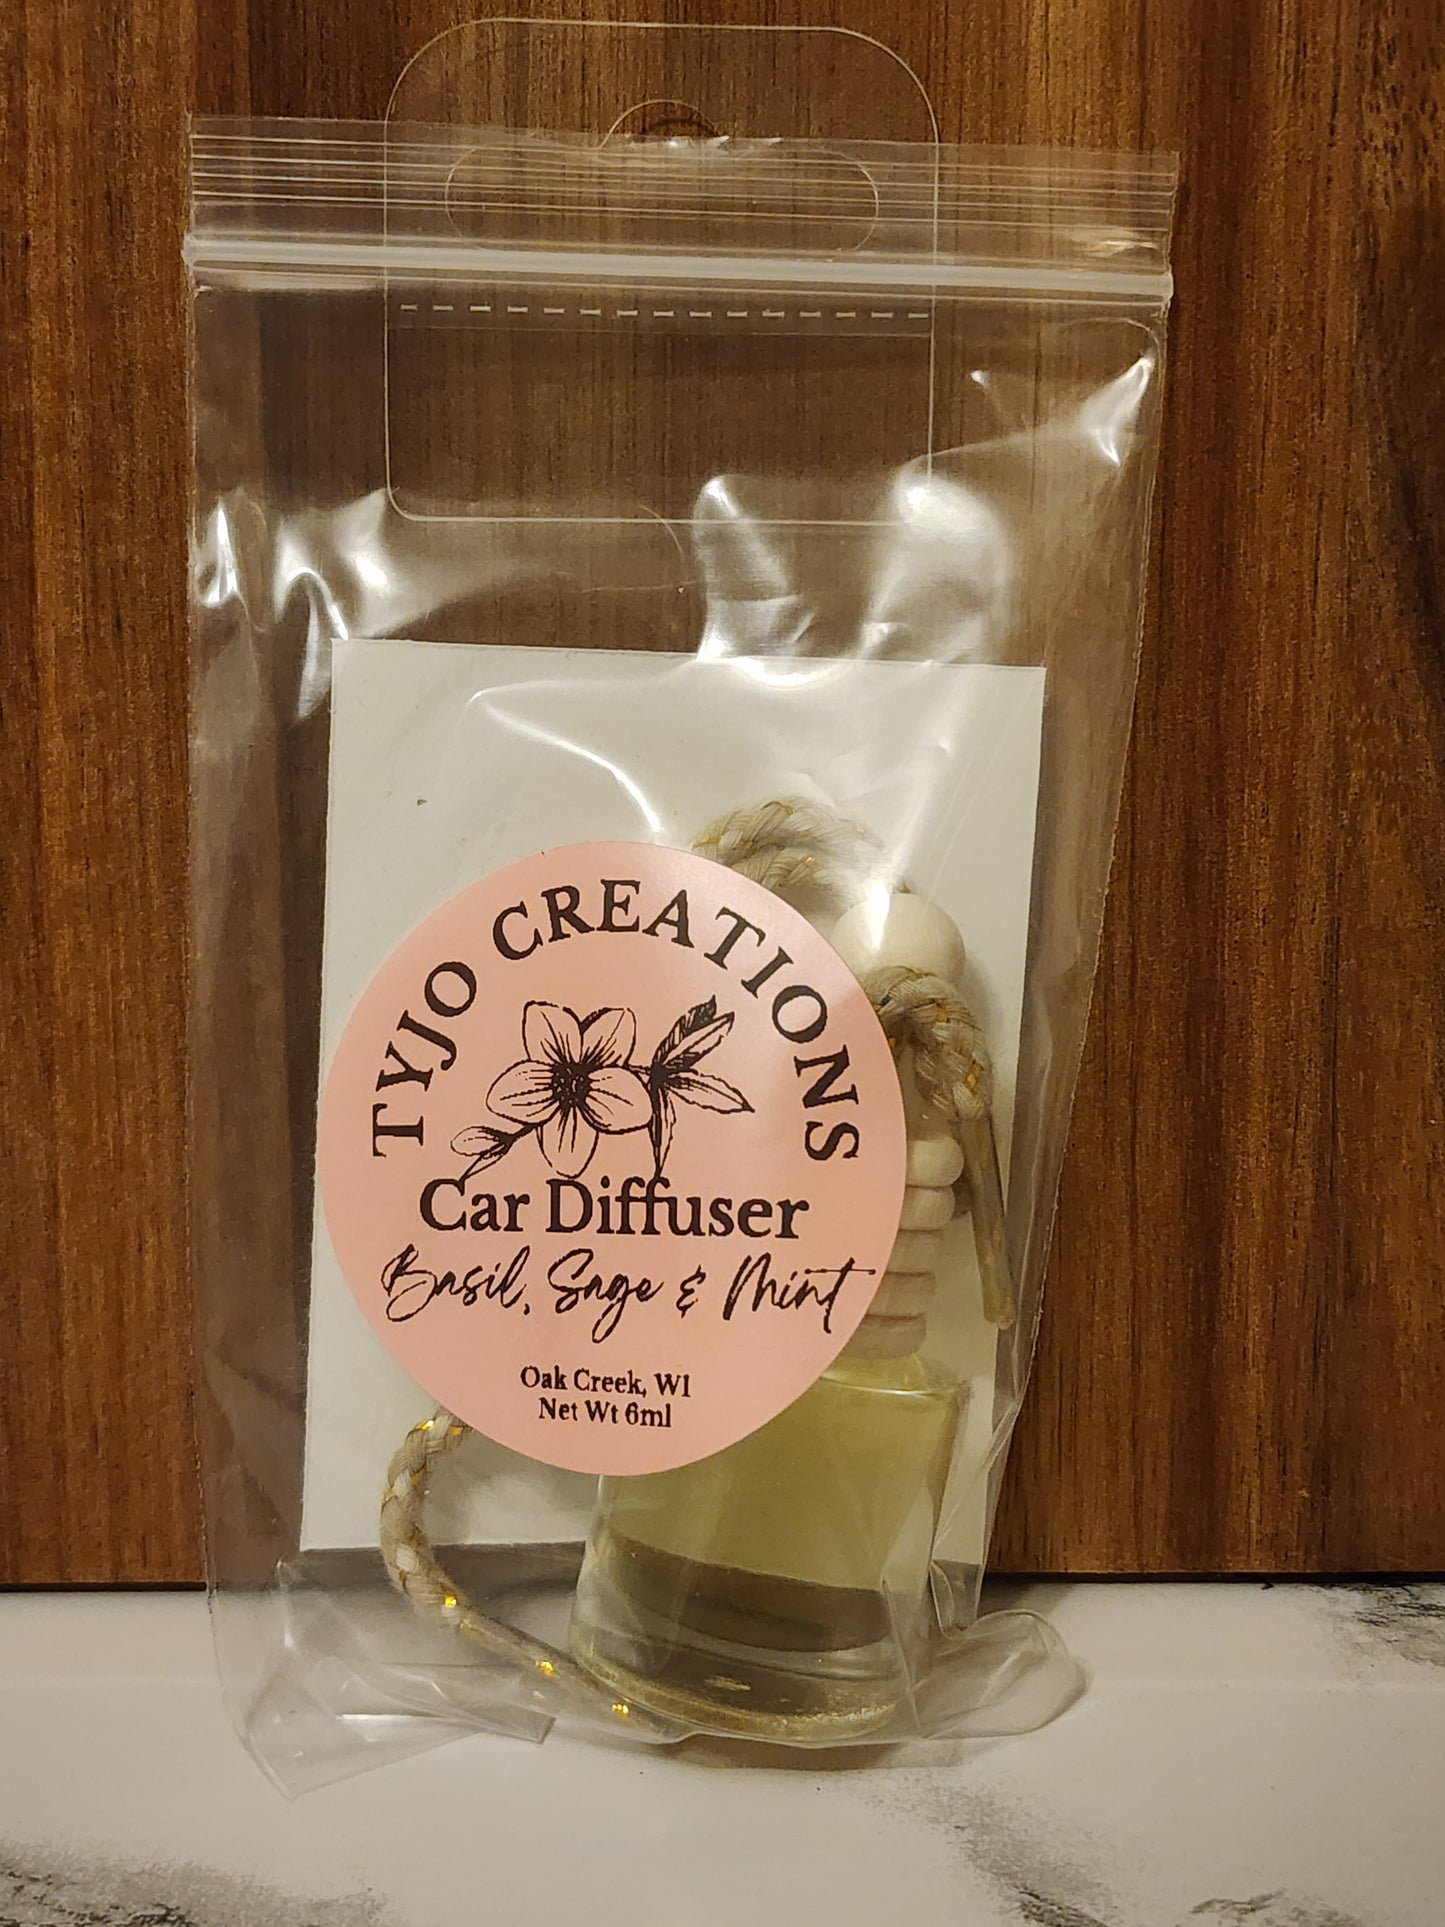 TYJO CREATIONS
Car Diffuser
Basil, Sage & Mint
Oak Creek, WI
Net Wt 6ml